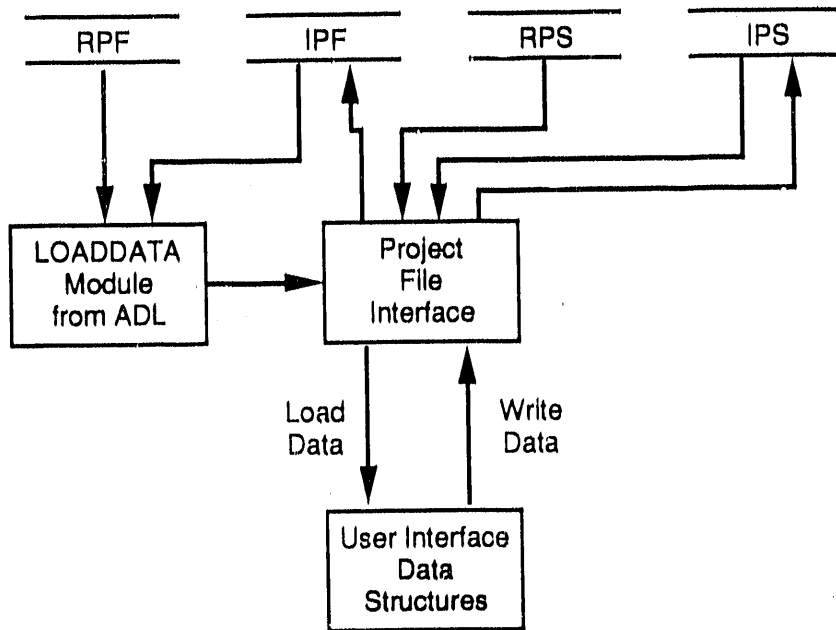 RPF
IPF
RPS
IPS
LOADDATA
Module
from ADL
Project
File
Interface
Load
Data
Write
Data
User Interface
Data
Structures